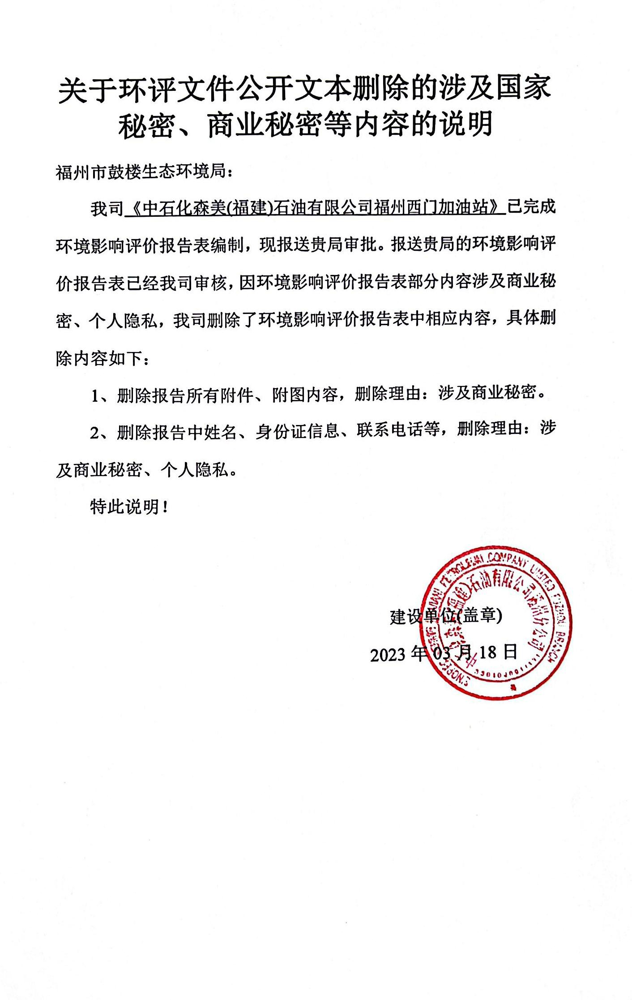 关于环评文件公开文本删除的涉及国家
秘密、商业秘密等内容的说明
福州市鼓楼生态环境局：
我司《中石化森美(福建)石油有限公司福州西门加油站》已完成
环境影响评价报告表编制，现报送贵局审批。报送贵局的环境影响评
价报告表已经我司审核，因环境影响评价报告表部分内容涉及商业秘
密、个人隐私，我司删除了环境影响评价报告表中相应内容，具体删
除内容如下：
1、删除报告所有附件、附图内容，删除理由：涉及商业秘密。
2、删除报告中姓名、身份证信息、联系电话等，删除理由：涉
及商业秘密、个人隐私。
特此说明！
PETROLEUM COMPANY LIMITED FUZHOU BRANCH
石油有限公司福州分公司
建设单位(盖章)
2023 年 03 月 18 日